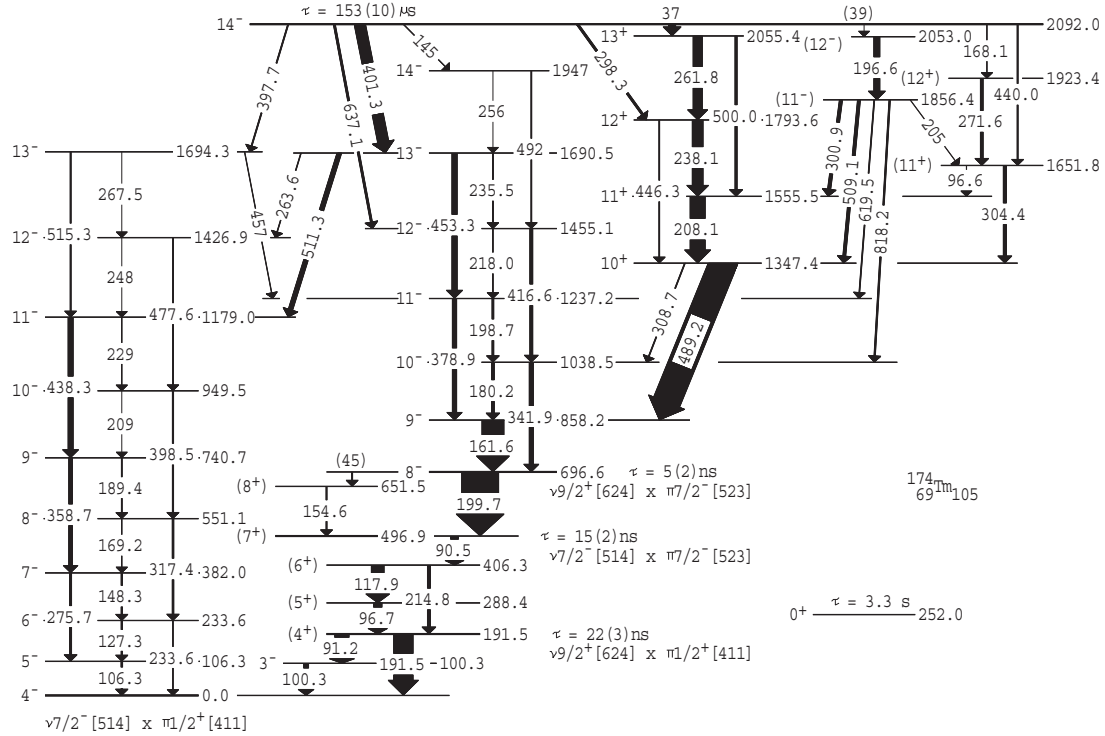 τ = 153(10) μs
14⁻ 37 (39) 2092.0
13⁺ 2055.4 (12⁻) 2053.0
145 168.1
14⁻ 1947 298.3 261.8 196.6 (12⁺) 1923.4
397.7 637.1 401.3 256 500.0 (11⁻) 1856.4 440.0
12⁺ 1793.6 205 271.6
13⁻ 1694.3 13⁻ 492 1690.5 238.1 300.9 (11⁺) 1651.8
267.5 263.6 235.5 446.3 509.1 619.5 96.6
457 511.3 11⁺ 1555.5 818.2 304.4
12⁻ 515.3 1426.9 12⁻ 453.3 1455.1 208.1
248 218.0 10⁺ 1347.4
11⁻ 416.6 1237.2 308.7
11⁻ 477.6 1179.0 198.7 489.2
229 10⁻ 378.9 1038.5
10⁻ 438.3 949.5 180.2
209 9⁻ 341.9 858.2
9⁻ 398.5 740.7 161.6
(45) 8⁻ 696.6 τ = 5(2)ns
189.4 (8⁺) 651.5 ν9/2⁺[624] x π7/2⁻[523]
¹⁷⁴₆₉Tm₁₀₅
8⁻ 358.7 551.1 154.6 199.7
169.2 (7⁺) 496.9 τ = 15(2)ns
90.5 ν7/2⁻[514] x π7/2⁻[523]
7⁻ 317.4 382.0 (6⁺) 406.3
148.3 117.9
(5⁺) 214.8 288.4 τ = 3.3 s
6⁻ 275.7 233.6 96.7 0⁺ 252.0
127.3 (4⁺) 191.5 τ = 22(3)ns
91.2 ν9/2⁺[624] x π1/2⁺[411]
5⁻ 233.6 106.3 3⁻ 191.5 100.3
106.3 100.3
4⁻ 0.0
ν7/2⁻[514] x π1/2⁺[411]